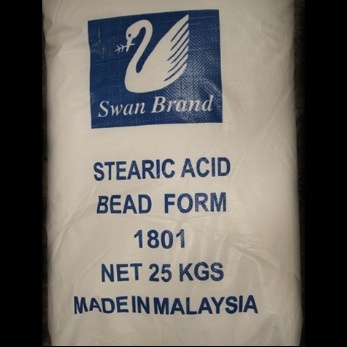 Swan Brand
STEARIC ACID
BEAD FORM
1801
NET 25 KGS
MADE IN MALAYSIA